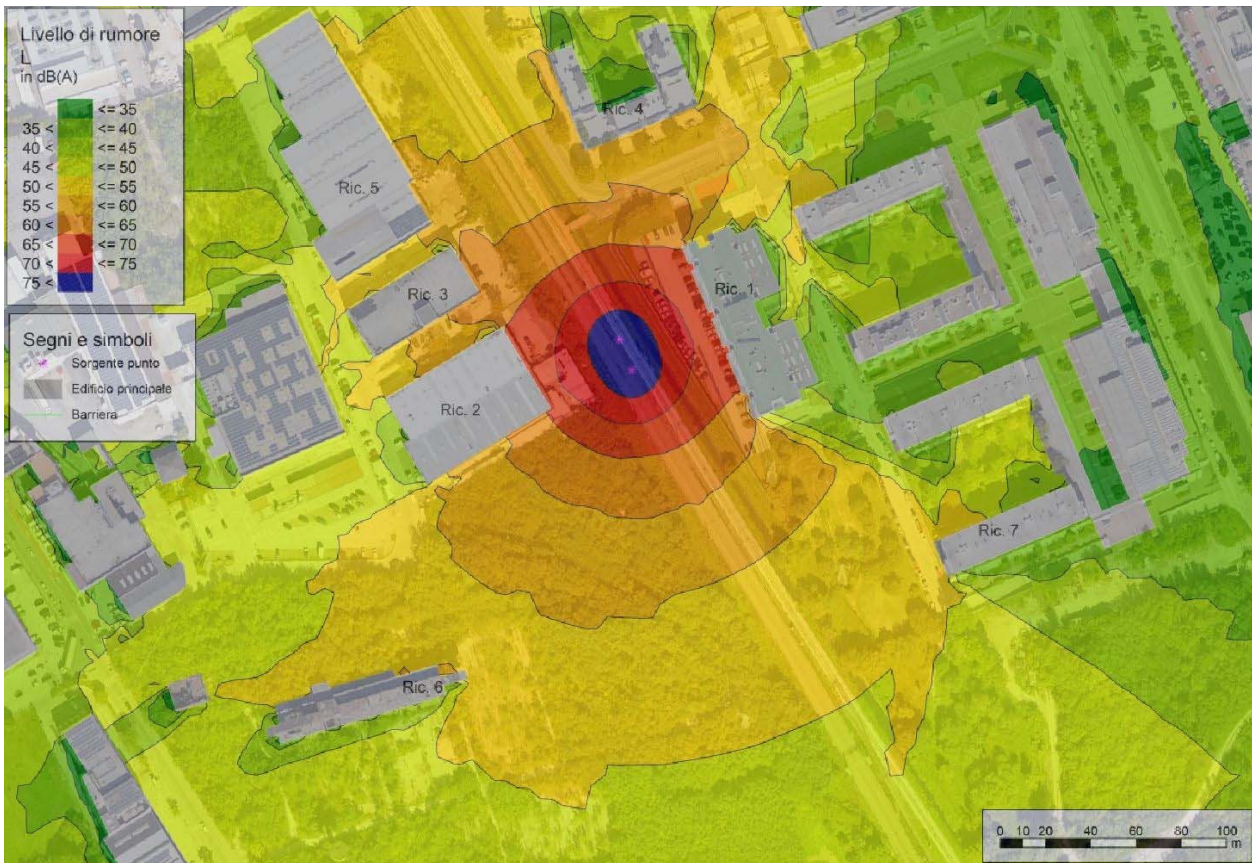 Livello di rumore
L
in dB(A)
<= 35
35 < <= 40
40 < <= 45
45 < <= 50
50 < <= 55
55 < <= 60
60 < <= 65
65 < <= 70
70 < <= 75
75 <
Segni e simboli
Sorgente punto
Edificio principale
Barriera
Ric. 4
Ric. 5
Ric. 1
Ric. 3
Ric. 2
Ric. 7
Ric. 6
0 10 20 40 60 80 100
m